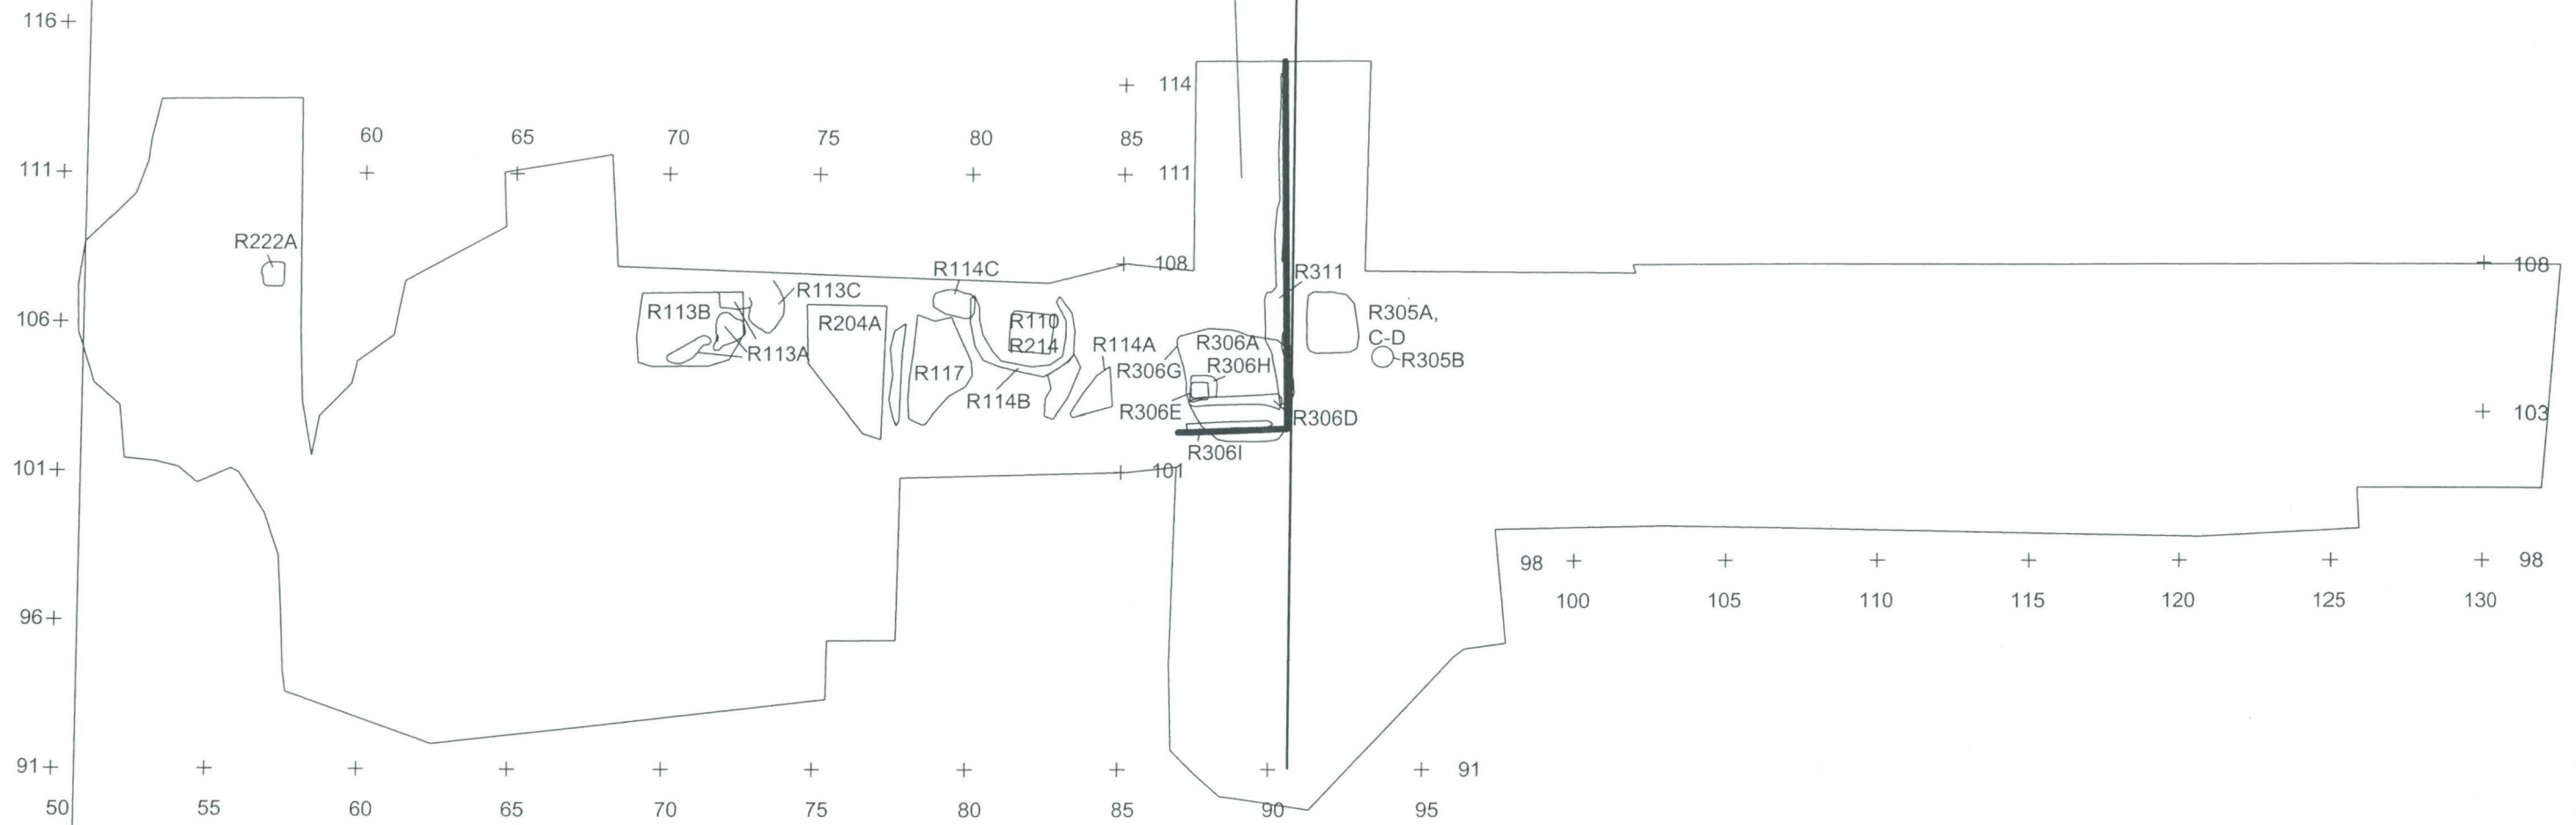 116
114
60 65 70 75 80 85
111 111
R222A
R114C 108 R311 108
R113C
R113B R305A,
106 R204A R110 C-D
R214 R114A R306A R305B
R113A R306G R306H
R117
R114B R306E R306D 103
R306I
101 101
98 98
100 105 110 115 120 125 130
96
91 91
50 55 60 65 70 75 80 85 90 95